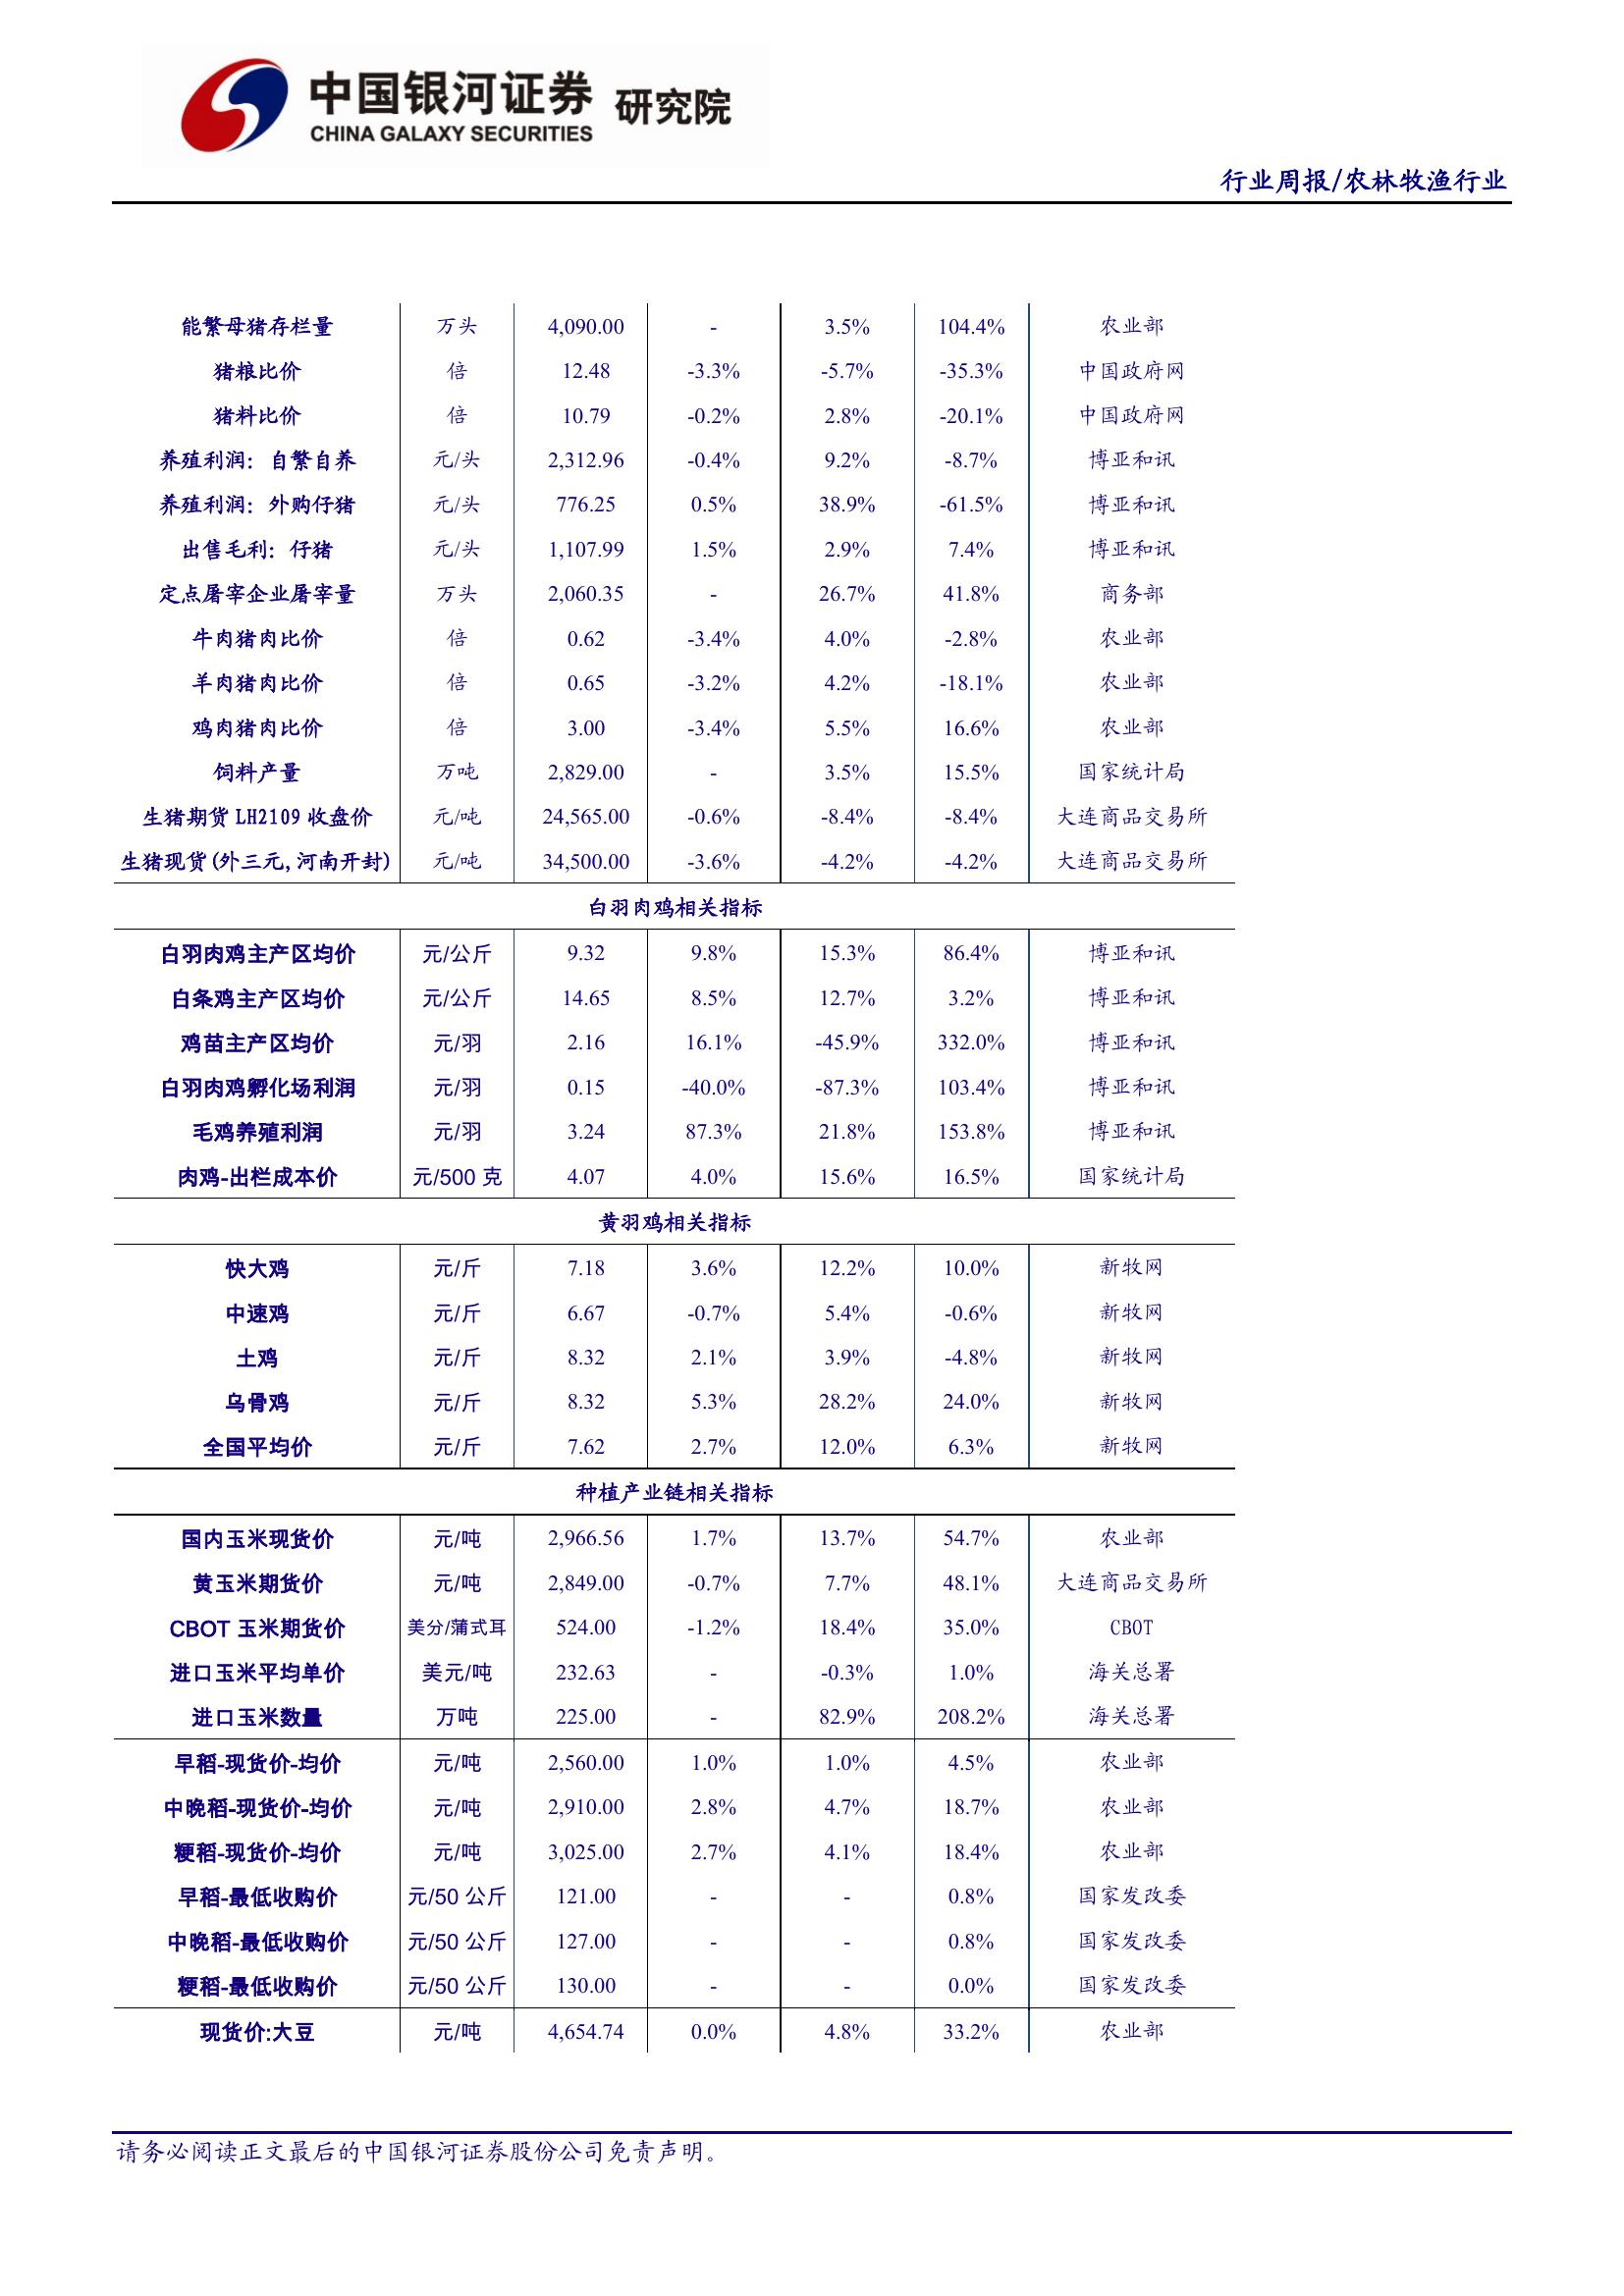 中国银河证券 研究院
CHINA GALAXY SECURITIES
行业周报/农林牧渔行业
能繁母猪存栏量 万头 4,090.00 - 3.5% 104.4% 农业部
猪粮比价 倍 12.48 -3.3% -5.7% -35.3% 中国政府网
猪料比价 倍 10.79 -0.2% 2.8% -20.1% 中国政府网
养殖利润：自繁自养 元/头 2,312.96 -0.4% 9.2% -8.7% 博亚和讯
养殖利润：外购仔猪 元/头 776.25 0.5% 38.9% -61.5% 博亚和讯
出售毛利：仔猪 元/头 1,107.99 1.5% 2.9% 7.4% 博亚和讯
定点屠宰企业屠宰量 万头 2,060.35 - 26.7% 41.8% 商务部
牛肉猪肉比价 倍 0.62 -3.4% 4.0% -2.8% 农业部
羊肉猪肉比价 倍 0.65 -3.2% 4.2% -18.1% 农业部
鸡肉猪肉比价 倍 3.00 -3.4% 5.5% 16.6% 农业部
饲料产量 万吨 2,829.00 - 3.5% 15.5% 国家统计局
生猪期货 LH2109 收盘价 元/吨 24,565.00 -0.6% -8.4% -8.4% 大连商品交易所
生猪现货(外三元,河南开封) 元/吨 34,500.00 -3.6% -4.2% -4.2% 大连商品交易所
白羽肉鸡相关指标
白羽肉鸡主产区均价 元/公斤 9.32 9.8% 15.3% 86.4% 博亚和讯
白条鸡主产区均价 元/公斤 14.65 8.5% 12.7% 3.2% 博亚和讯
鸡苗主产区均价 元/羽 2.16 16.1% -45.9% 332.0% 博亚和讯
白羽肉鸡孵化场利润 元/羽 0.15 -40.0% -87.3% 103.4% 博亚和讯
毛鸡养殖利润 元/羽 3.24 87.3% 21.8% 153.8% 博亚和讯
肉鸡-出栏成本价 元/500 克 4.07 4.0% 15.6% 16.5% 国家统计局
黄羽鸡相关指标
快大鸡 元/斤 7.18 3.6% 12.2% 10.0% 新牧网
中速鸡 元/斤 6.67 -0.7% 5.4% -0.6% 新牧网
土鸡 元/斤 8.32 2.1% 3.9% -4.8% 新牧网
乌骨鸡 元/斤 8.32 5.3% 28.2% 24.0% 新牧网
全国平均价 元/斤 7.62 2.7% 12.0% 6.3% 新牧网
种植产业链相关指标
国内玉米现货价 元/吨 2,966.56 1.7% 13.7% 54.7% 农业部
黄玉米期货价 元/吨 2,849.00 -0.7% 7.7% 48.1% 大连商品交易所
CBOT 玉米期货价 美分/蒲式耳 524.00 -1.2% 18.4% 35.0% CBOT
进口玉米平均单价 美元/吨 232.63 - -0.3% 1.0% 海关总署
进口玉米数量 万吨 225.00 - 82.9% 208.2% 海关总署
早稻-现货价-均价 元/吨 2,560.00 1.0% 1.0% 4.5% 农业部
中晚稻-现货价-均价 元/吨 2,910.00 2.8% 4.7% 18.7% 农业部
粳稻-现货价-均价 元/吨 3,025.00 2.7% 4.1% 18.4% 农业部
早稻-最低收购价 元/50 公斤 121.00 - - 0.8% 国家发改委
中晚稻-最低收购价 元/50 公斤 127.00 - - 0.8% 国家发改委
粳稻-最低收购价 元/50 公斤 130.00 - - 0.0% 国家发改委
现货价:大豆 元/吨 4,654.74 0.0% 4.8% 33.2% 农业部
请务必阅读正文最后的中国银河证券股份公司免责声明。